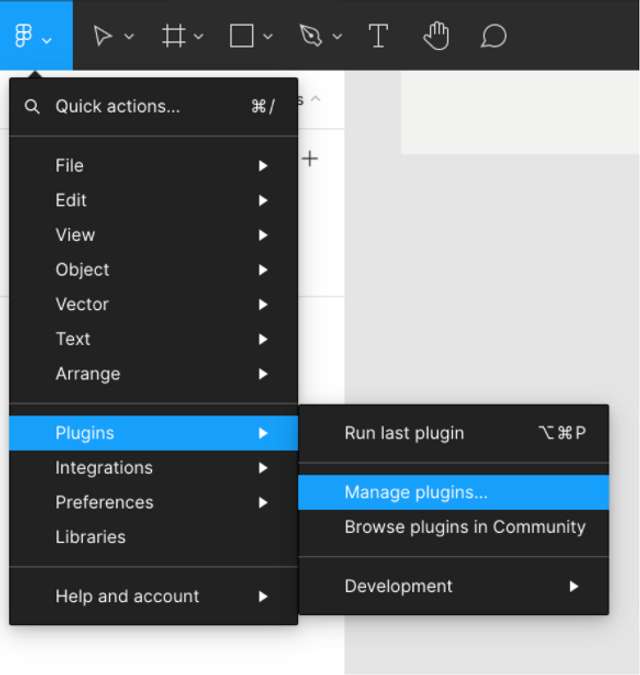 T
Quick actions... ⌘/
s
File
Edit
View
Object
Vector
Text
Arrange
Plugins
Integrations
Preferences
Libraries
Help and account
Run last plugin ⌥⌘P
Manage plugins...
Browse plugins in Community
Development